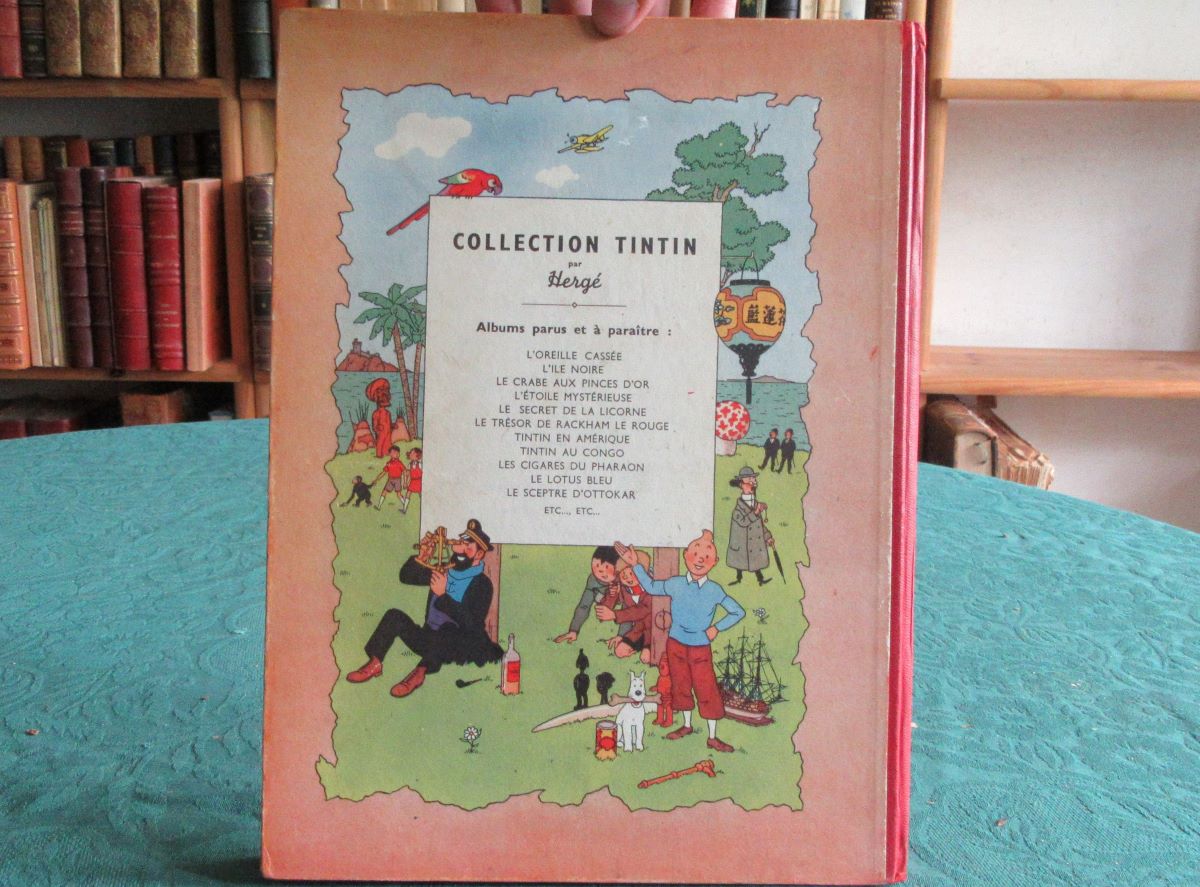 COLLECTION TINTIN
par
Hergé
Albums parus et à paraître :
L'OREILLE CASSÉE
L'ILE NOIRE
LE CRABE AUX PINCES D'OR
L'ÉTOILE MYSTÉRIEUSE
LE SECRET DE LA LICORNE
LE TRÉSOR DE RACKHAM LE ROUGE
TINTIN EN AMÉRIQUE
TINTIN AU CONGO
LES CIGARES DU PHARAON
LE LOTUS BLEU
LE SCEPTRE D'OTTOKAR
ETC..., ETC...
藍蓮